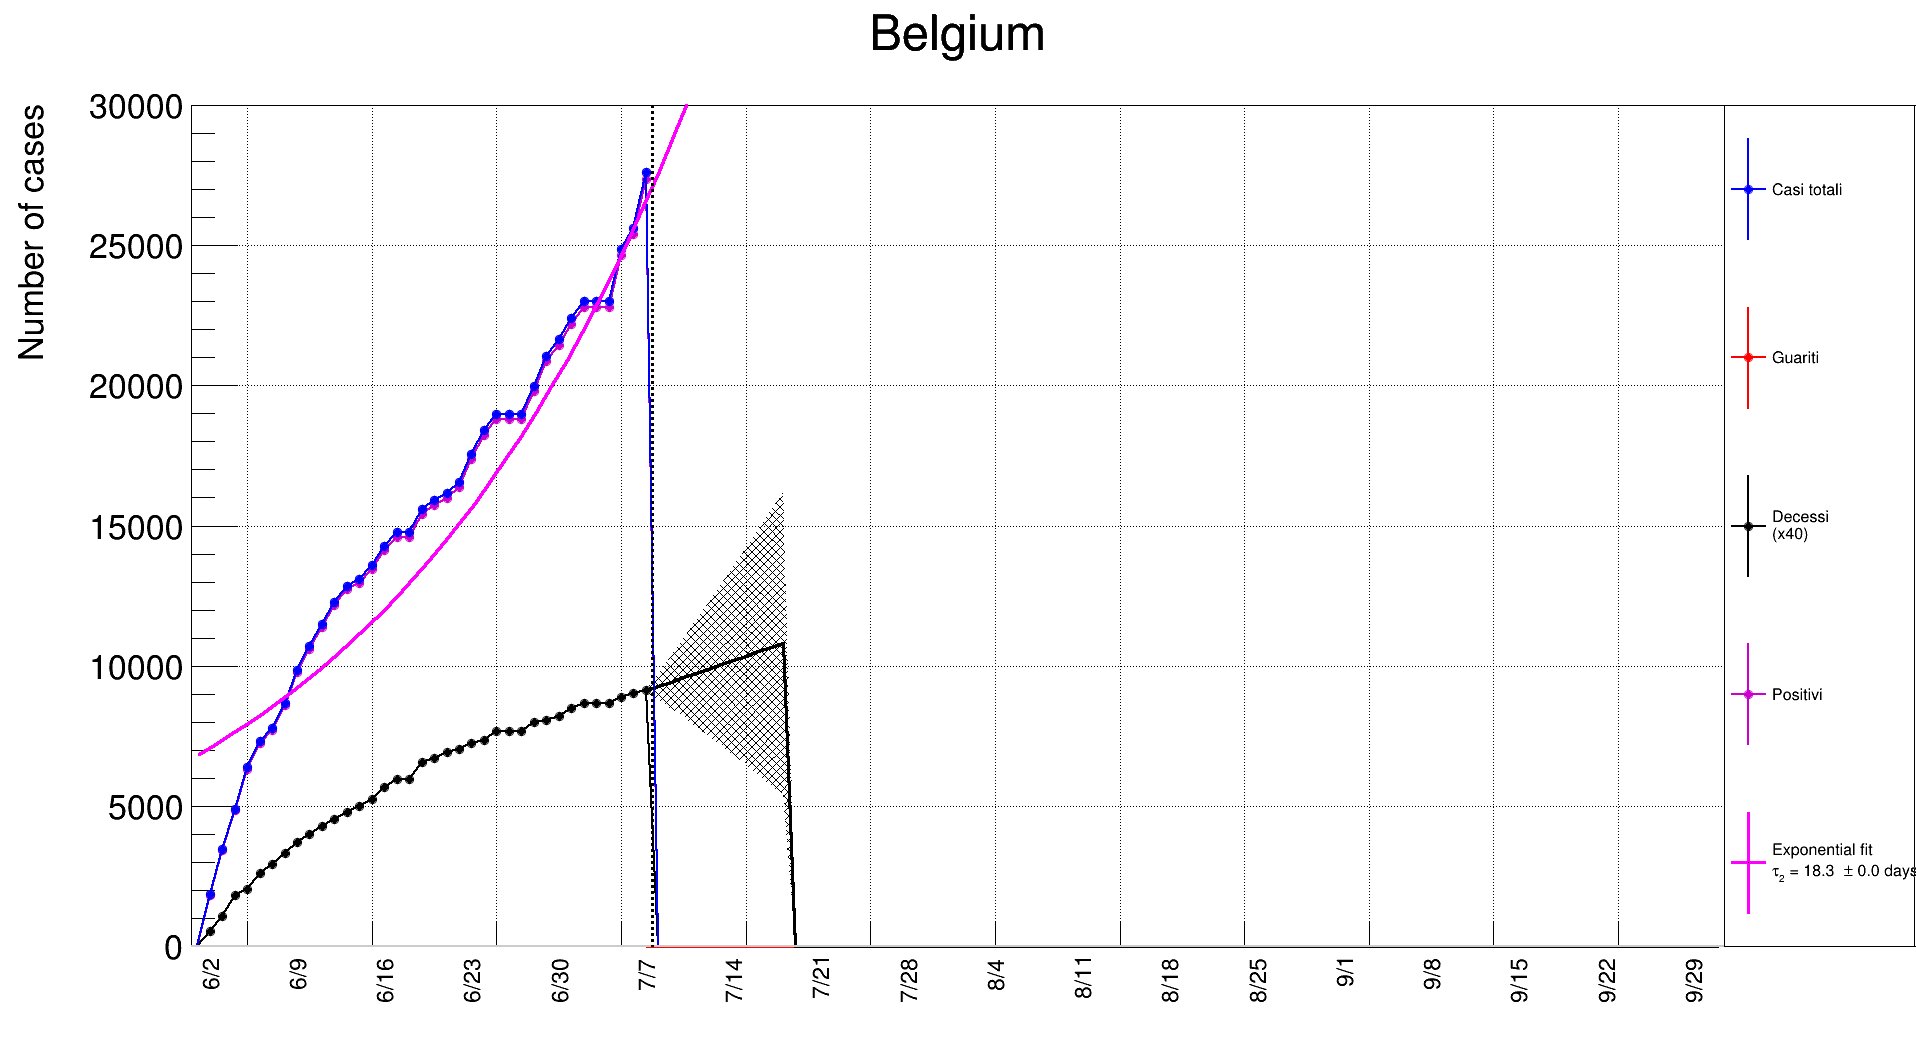 Belgium
Number of cases
30000
25000
20000
15000
10000
5000
0
6/2 6/9 6/16 6/23 6/30 7/7 7/14 7/21 7/28 8/4 8/11 8/18 8/25 9/1 9/8 9/15 9/22 9/29
Casi totali
Guariti
Decessi
(x40)
Positivi
Exponential fit
τ2 = 18.3 ± 0.0 days